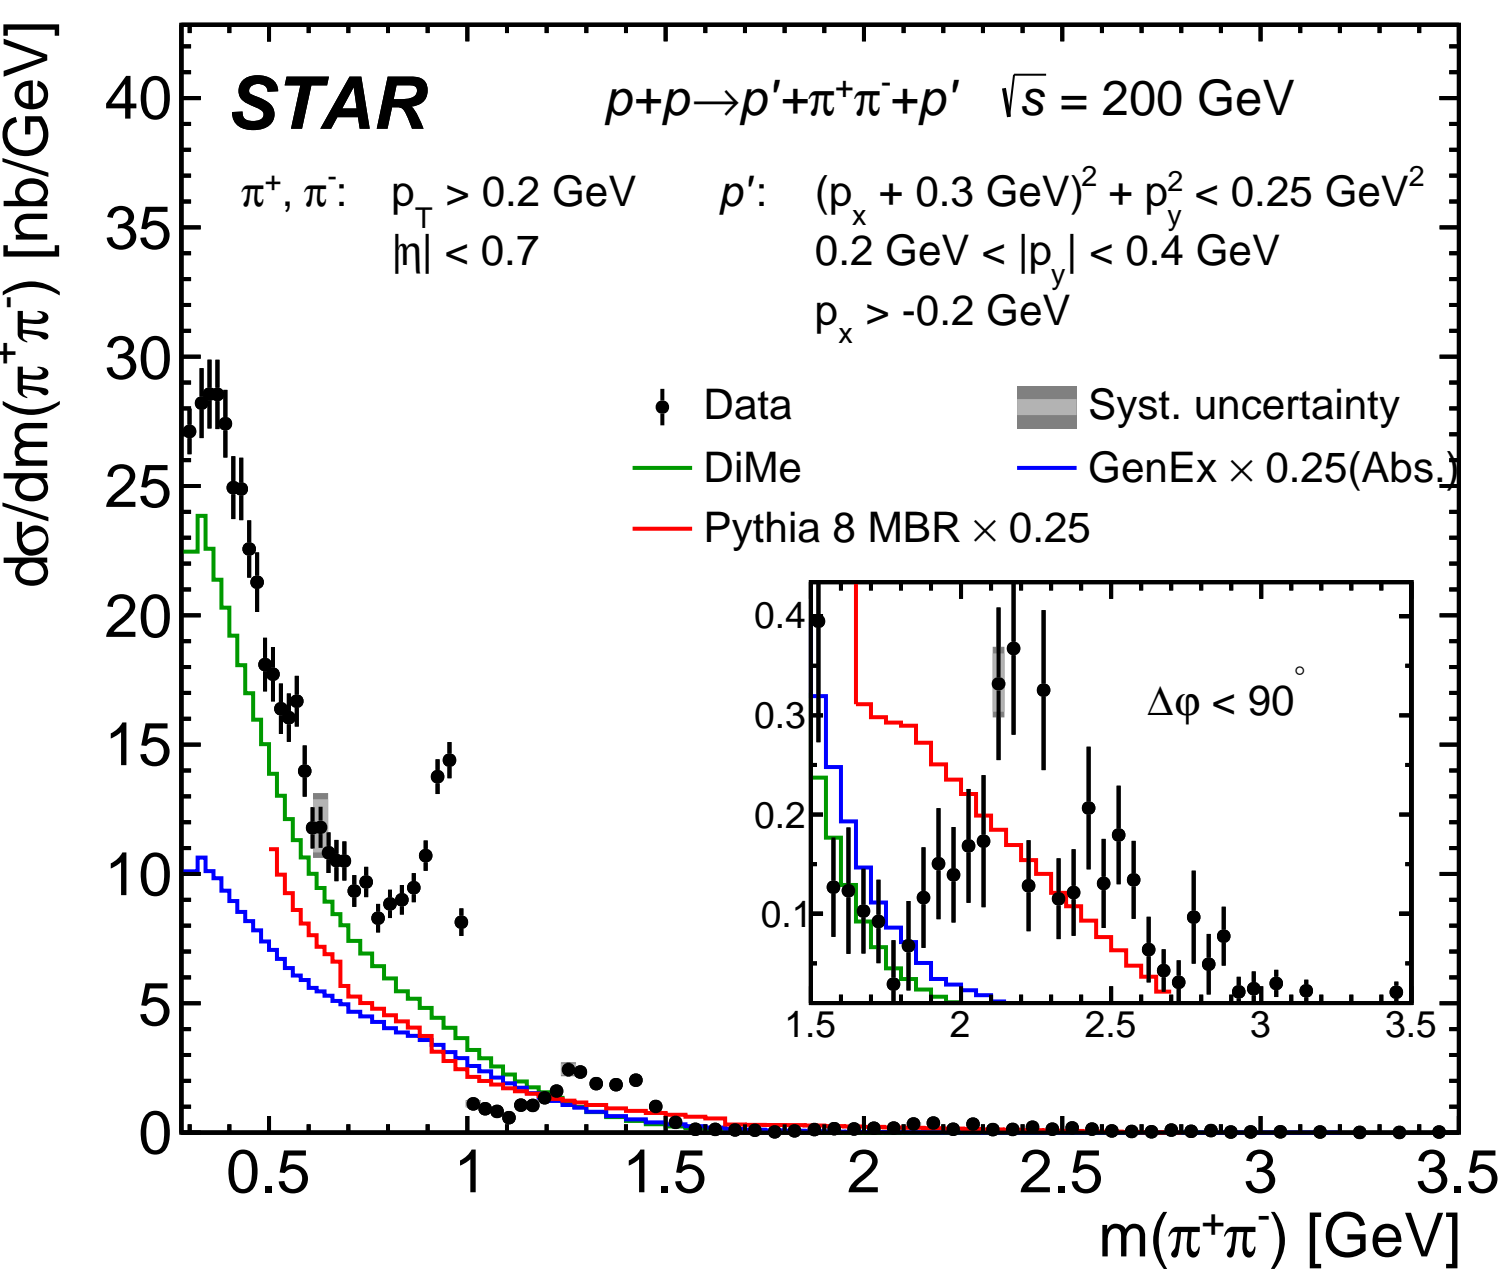 dσ/dm(π⁺π⁻) [nb/GeV]
STAR p+p→p′+π⁺π⁻+p′ √s = 200 GeV
π⁺, π⁻: p_T > 0.2 GeV p′: (p_x + 0.3 GeV)² + p_y² < 0.25 GeV²
|η| < 0.7 0.2 GeV < |p_y| < 0.4 GeV
p_x > -0.2 GeV
Data Syst. uncertainty
DiMe GenEx × 0.25(Abs.)
Pythia 8 MBR × 0.25
40
35
30
25
20
15
10
5
0
0.5 1 1.5 2 2.5 3 3.5
m(π⁺π⁻) [GeV]
Δφ < 90°
0.4
0.3
0.2
0.1
1.5 2 2.5 3 3.5